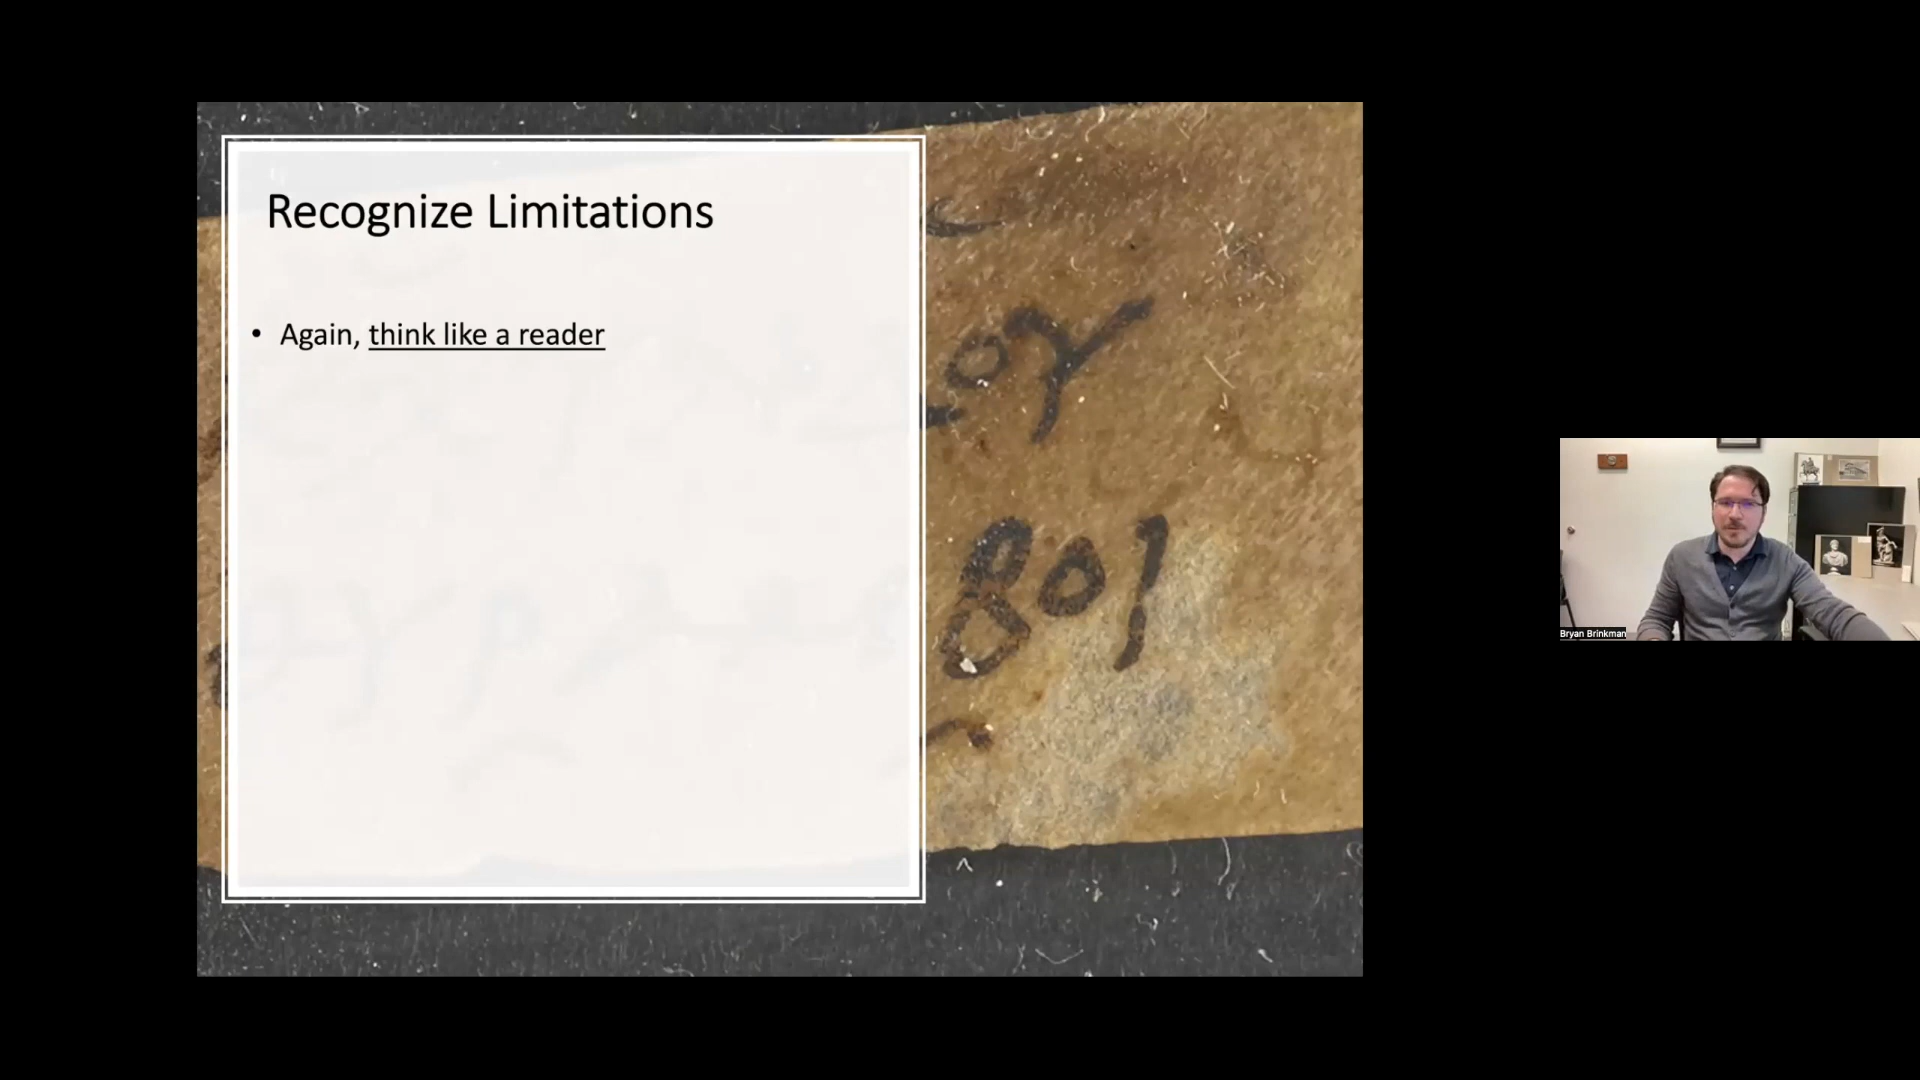 Recognize Limitations
• Again, think like a reader
801
Bryan Brinkman